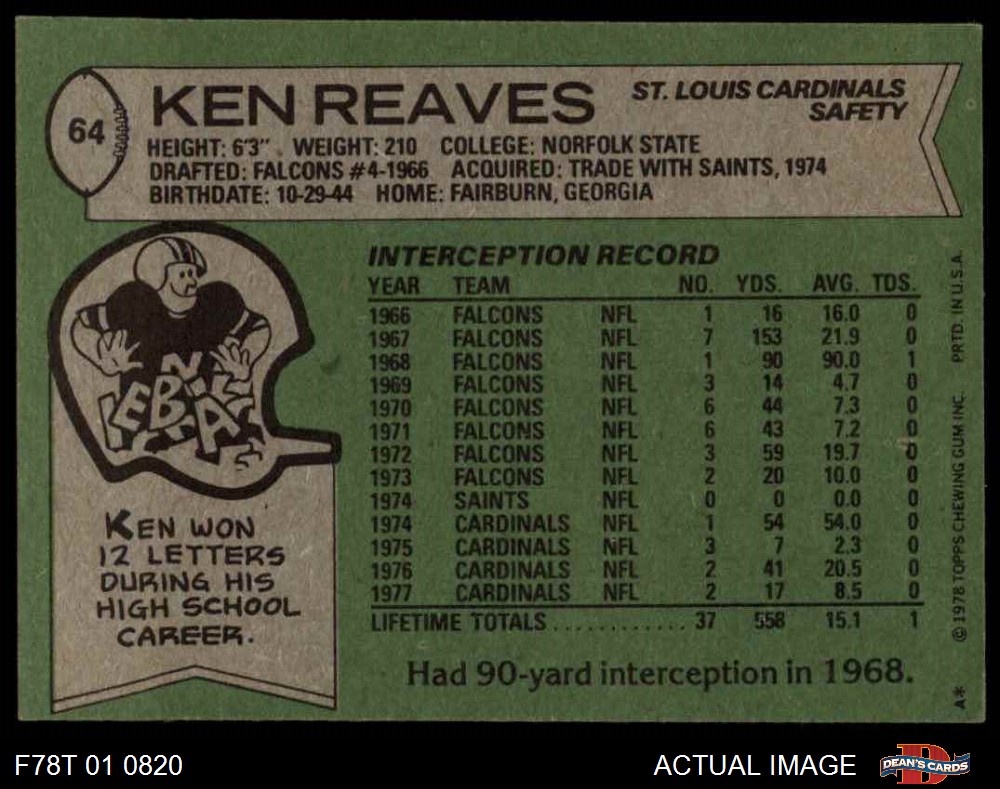 64
KEN REAVES
ST. LOUIS CARDINALS
SAFETY
HEIGHT: 6'3" WEIGHT: 210 COLLEGE: NORFOLK STATE
DRAFTED: FALCONS #4-1966 ACQUIRED: TRADE WITH SAINTS, 1974
BIRTHDATE: 10-29-44 HOME: FAIRBURN, GEORGIA
INTERCEPTION RECORD
YEAR TEAM NO. YDS. AVG. TDS.
1966 FALCONS NFL 1 16 16.0 0
1967 FALCONS NFL 7 153 21.9 0
1968 FALCONS NFL 1 90 90.0 1
1969 FALCONS NFL 3 14 4.7 0
1970 FALCONS NFL 6 44 7.3 0
1971 FALCONS NFL 6 43 7.2 0
1972 FALCONS NFL 3 59 19.7 0
1973 FALCONS NFL 2 20 10.0 0
1974 SAINTS NFL 0 0 0.0 0
1974 CARDINALS NFL 1 54 54.0 0
1975 CARDINALS NFL 3 7 2.3 0
1976 CARDINALS NFL 2 41 20.5 0
1977 CARDINALS NFL 2 17 8.5 0
LIFETIME TOTALS............ 37 558 15.1 1
Had 90-yard interception in 1968.
KEN WON
12 LETTERS
DURING HIS
HIGH SCHOOL
CAREER.
A* © 1978 TOPPS CHEWING GUM INC. PRTD. IN U.S.A.
F78T 01 0820
ACTUAL IMAGE
D
DEAN'S CARDS